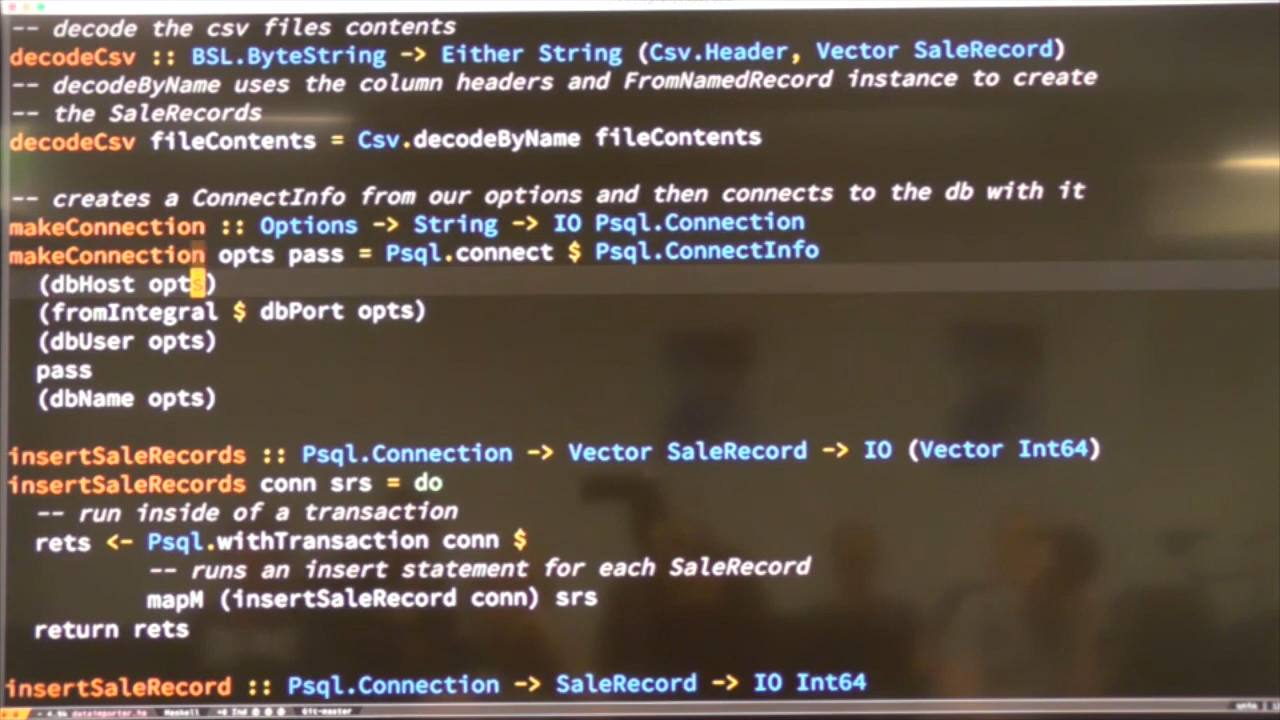 -- decode the csv files contents
decodeCsv :: BSL.ByteString -> Either String (Csv.Header, Vector SaleRecord)
-- decodeByName uses the column headers and FromNamedRecord instance to create
-- the SaleRecords
decodeCsv fileContents = Csv.decodeByName fileContents
-- creates a ConnectInfo from our options and then connects to the db with it
makeConnection :: Options -> String -> IO Psql.Connection
makeConnection opts pass = Psql.connect $ Psql.ConnectInfo
(dbHost opts)
(fromIntegral $ dbPort opts)
(dbUser opts)
pass
(dbName opts)
insertSaleRecords :: Psql.Connection -> Vector SaleRecord -> IO (Vector Int64)
insertSaleRecords conn srs = do
-- run inside of a transaction
rets <- Psql.withTransaction conn $
-- runs an insert statement for each SaleRecord
mapM (insertSaleRecord conn) srs
return rets
insertSaleRecord :: Psql.Connection -> SaleRecord -> IO Int64
Haskell
Git-master